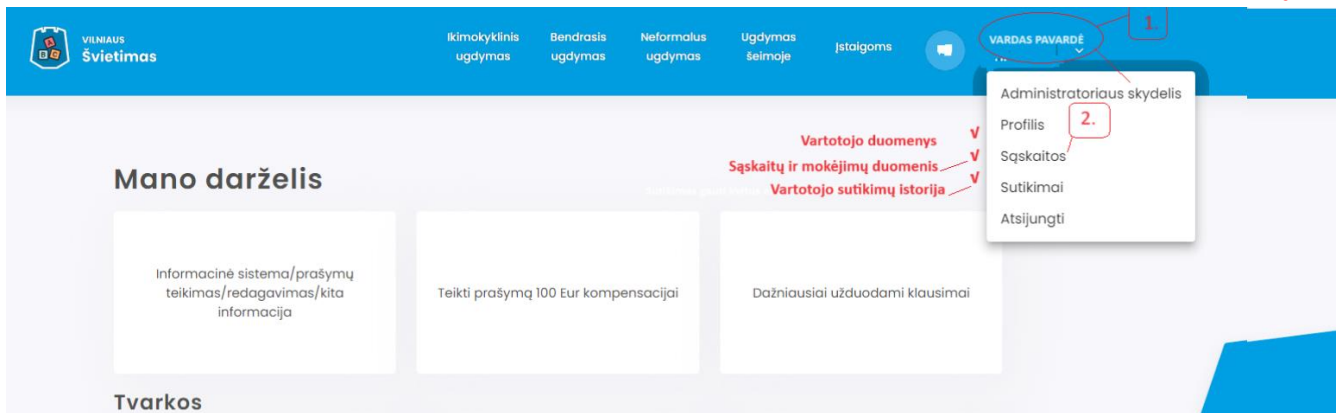 VILNIAUS
Švietimas
Ikimokyklinis
ugdymas
Bendrasis
ugdymas
Neformalus
ugdymas
Ugdymas
šeimoje
Įstaigoms
VARDAS PAVARDĖ
1.
Administratoriaus skydelis
Profilis
2.
Sąskaitos
Sutikimai
Atsijungti
Vartotojo duomenys √
Sąskaitų ir mokėjimų duomenis √
Vartotojo sutikimų istorija √
Mano darželis
Informacinė sistema/prašymų
teikimas/redagavimas/kita
informacija
Teikti prašymą 100 Eur kompensacijai
Dažniausiai užduodami klausimai
Tvarkos